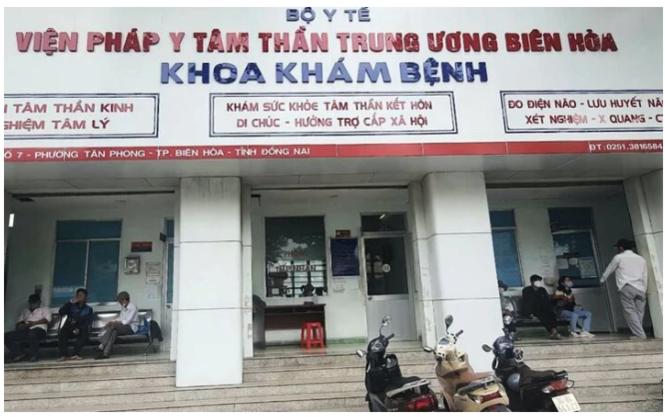 BỘ Y TẾ
VIỆN PHÁP Y TÂM THẦN TRUNG ƯƠNG BIÊN HÒA
KHOA KHÁM BỆNH
TÂM THẦN KINH
NGHIỆM TÂM LÝ
KHÁM SỨC KHỎE TÂM THẦN KẾT HÔN
DI CHÚC - HƯỞNG TRỢ CẤP XÃ HỘI
ĐO ĐIỆN NÃO - LƯU HUYẾT NÃ
XÉT NGHIỆM - X QUANG - C
7 - PHƯỜNG TÂN PHONG - TP. BIÊN HÒA - TỈNH ĐỒNG NAI
ĐT: 0251.3816584